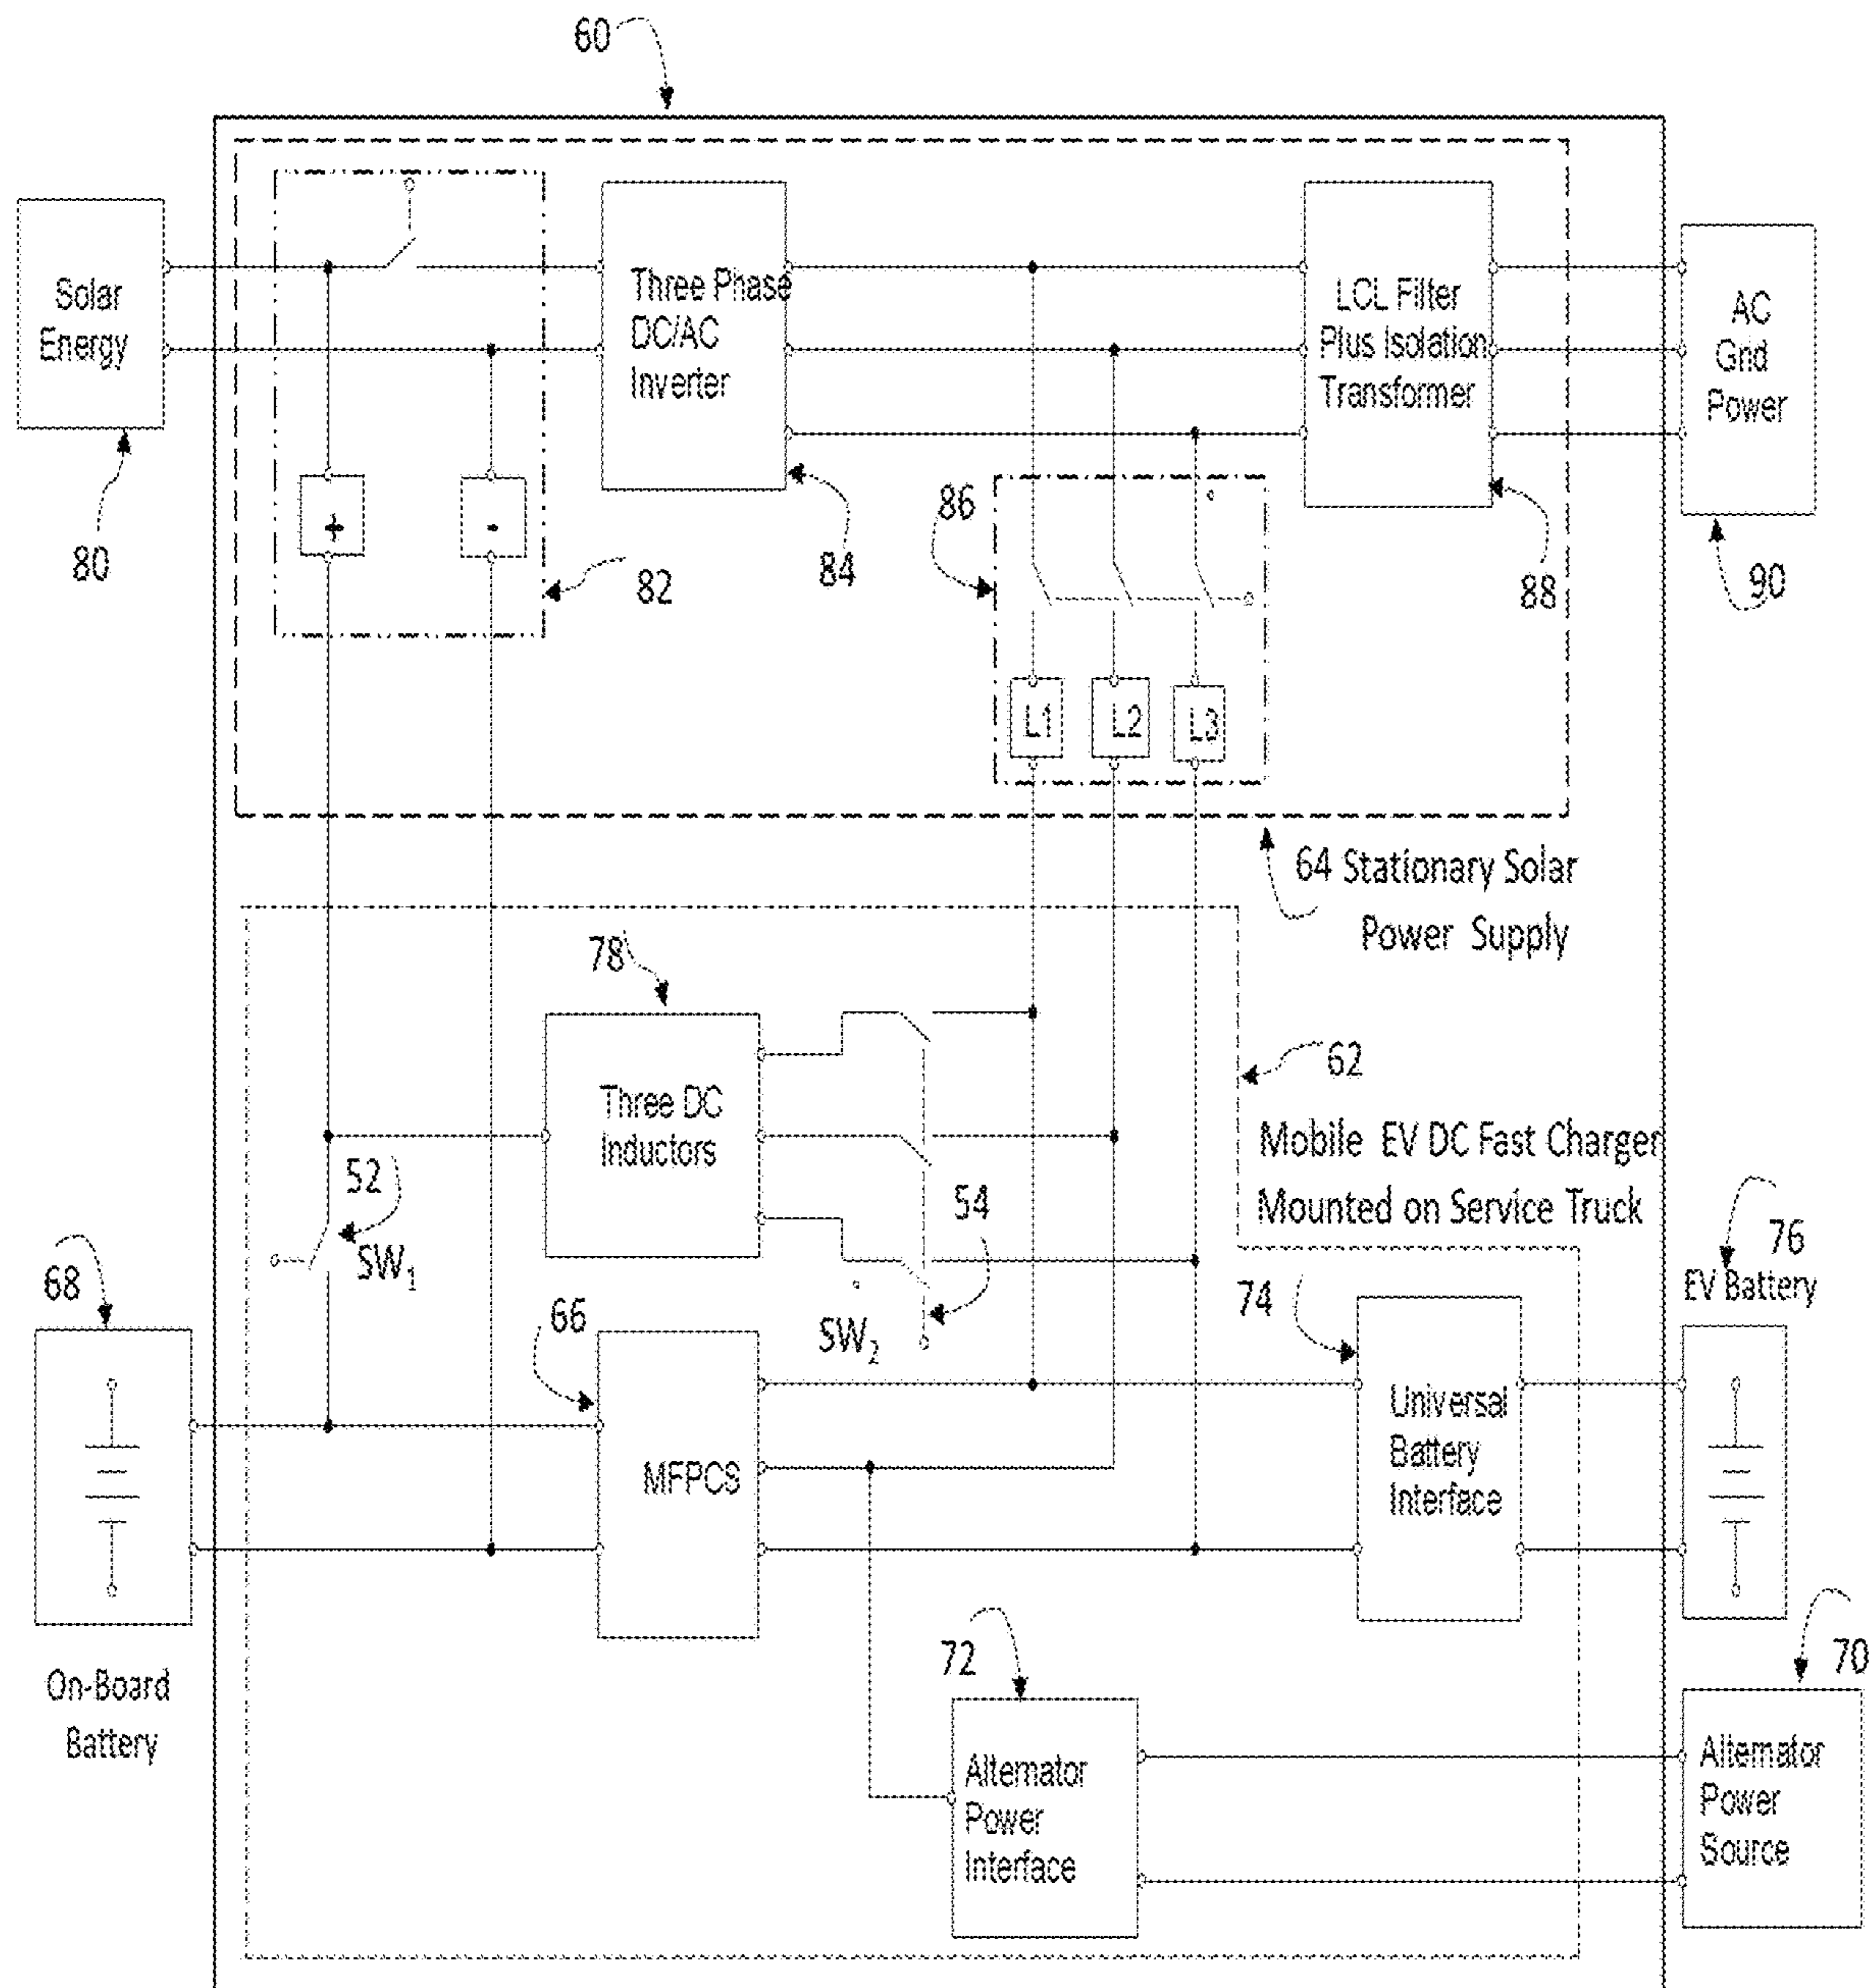 60
Solar
Energy
80
+
-
82
Three Phase
DC/AC
Inverter
84
86
L1
L2
L3
LCL Filter
Plus Isolation
Transformer
88
AC
Grid
Power
90
64 Stationary Solar
Power Supply
78
Three DC
Inductors
62
Mobile EV DC Fast Charger
Mounted on Service Truck
52
SW1
54
SW2
68
On-Board
Battery
66
MFPCS
74
Universal
Battery
Interface
76
EV Battery
72
Alternator
Power
Interface
70
Alternator
Power
Source